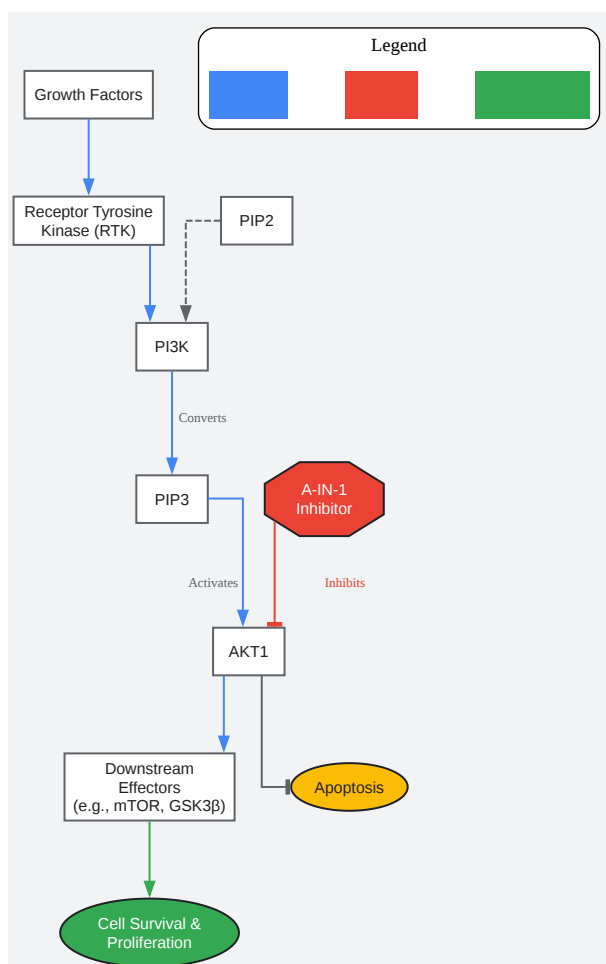 Legend
Growth Factors
Receptor Tyrosine
Kinase (RTK)
PIP2
PI3K
Converts
PIP3
A-IN-1
Inhibitor
Activates
Inhibits
AKT1
Downstream
Effectors
(e.g., mTOR, GSK3β)
Apoptosis
Cell Survival &
Proliferation